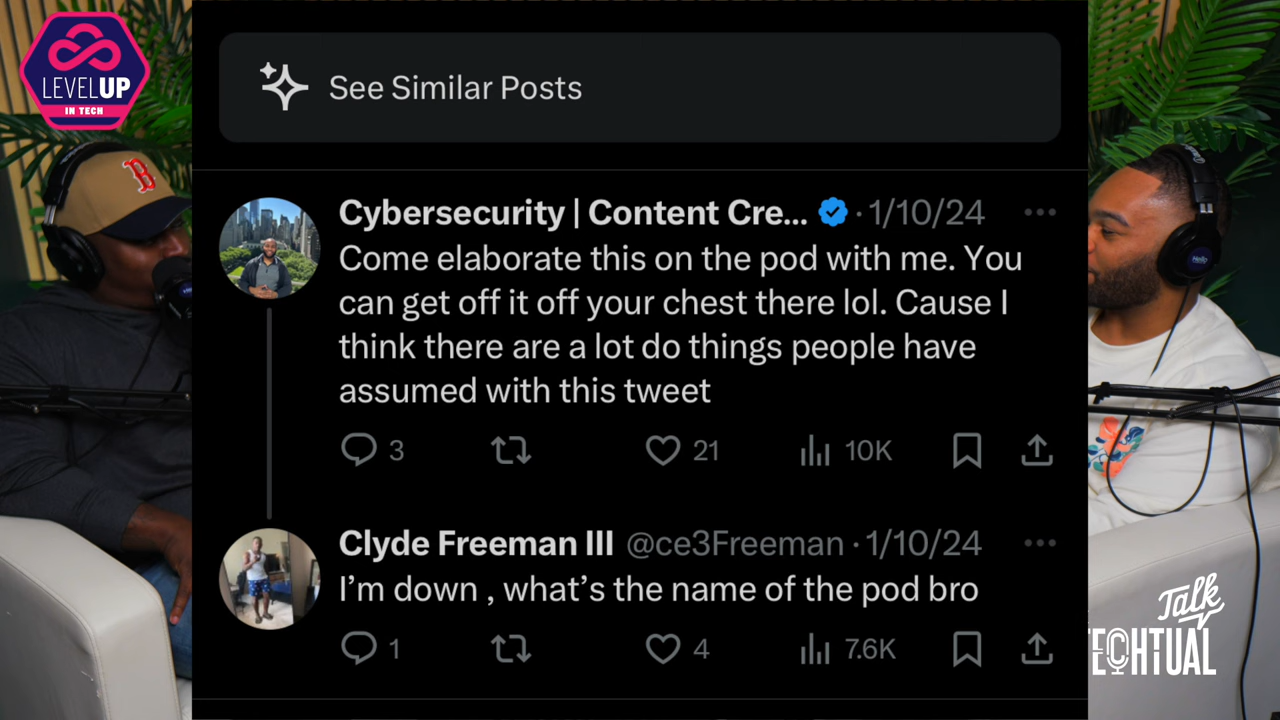 LEVELUP
IN TECH
See Similar Posts
Cybersecurity | Content Cre... · 1/10/24
Come elaborate this on the pod with me. You
can get off it off your chest there lol. Cause I
think there are a lot do things people have
assumed with this tweet
3 21 10K
Clyde Freeman III @ce3Freeman · 1/10/24
I'm down , what's the name of the pod bro
1 4 7.6K
B
Hello
Talk
TECHTUAL